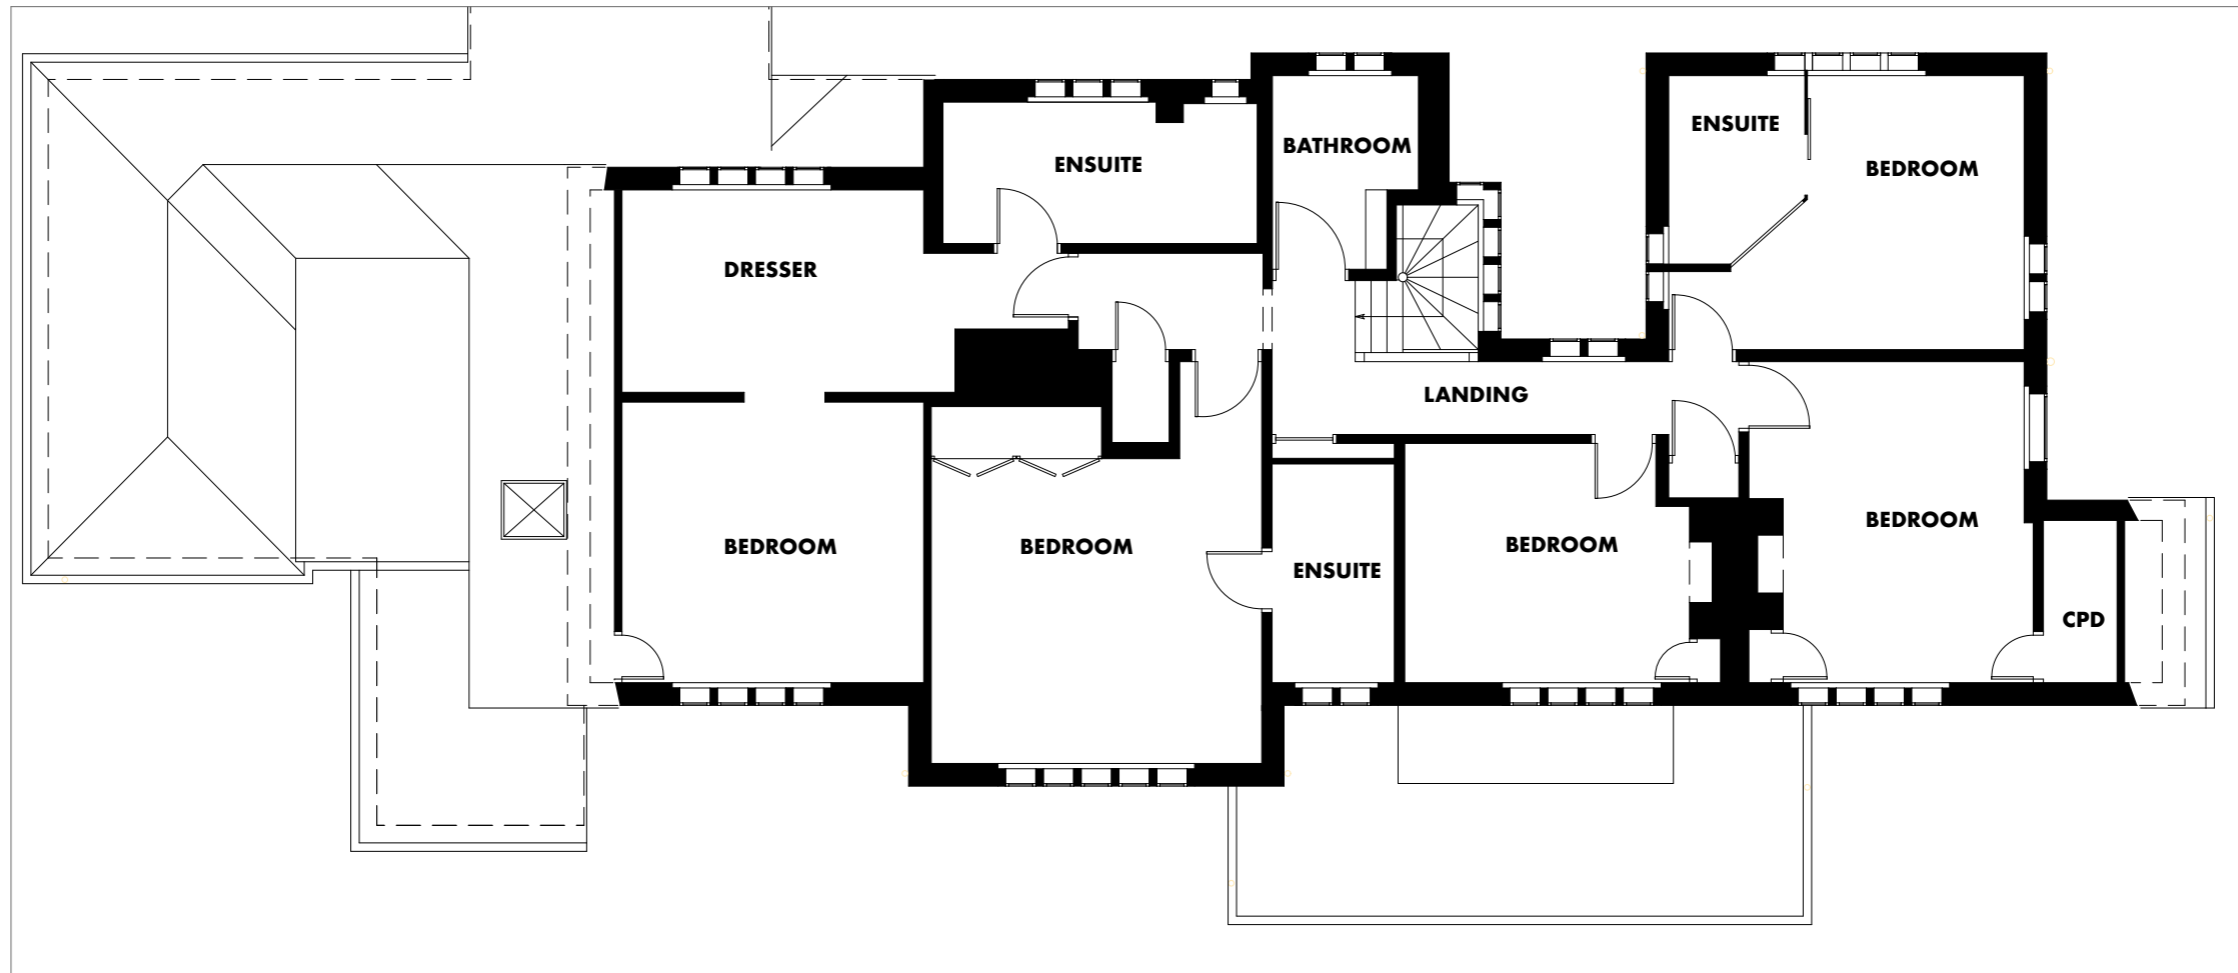 ENSUITE
BATHROOM
ENSUITE
BEDROOM
DRESSER
LANDING
BEDROOM
BEDROOM
ENSUITE
BEDROOM
BEDROOM
CPD